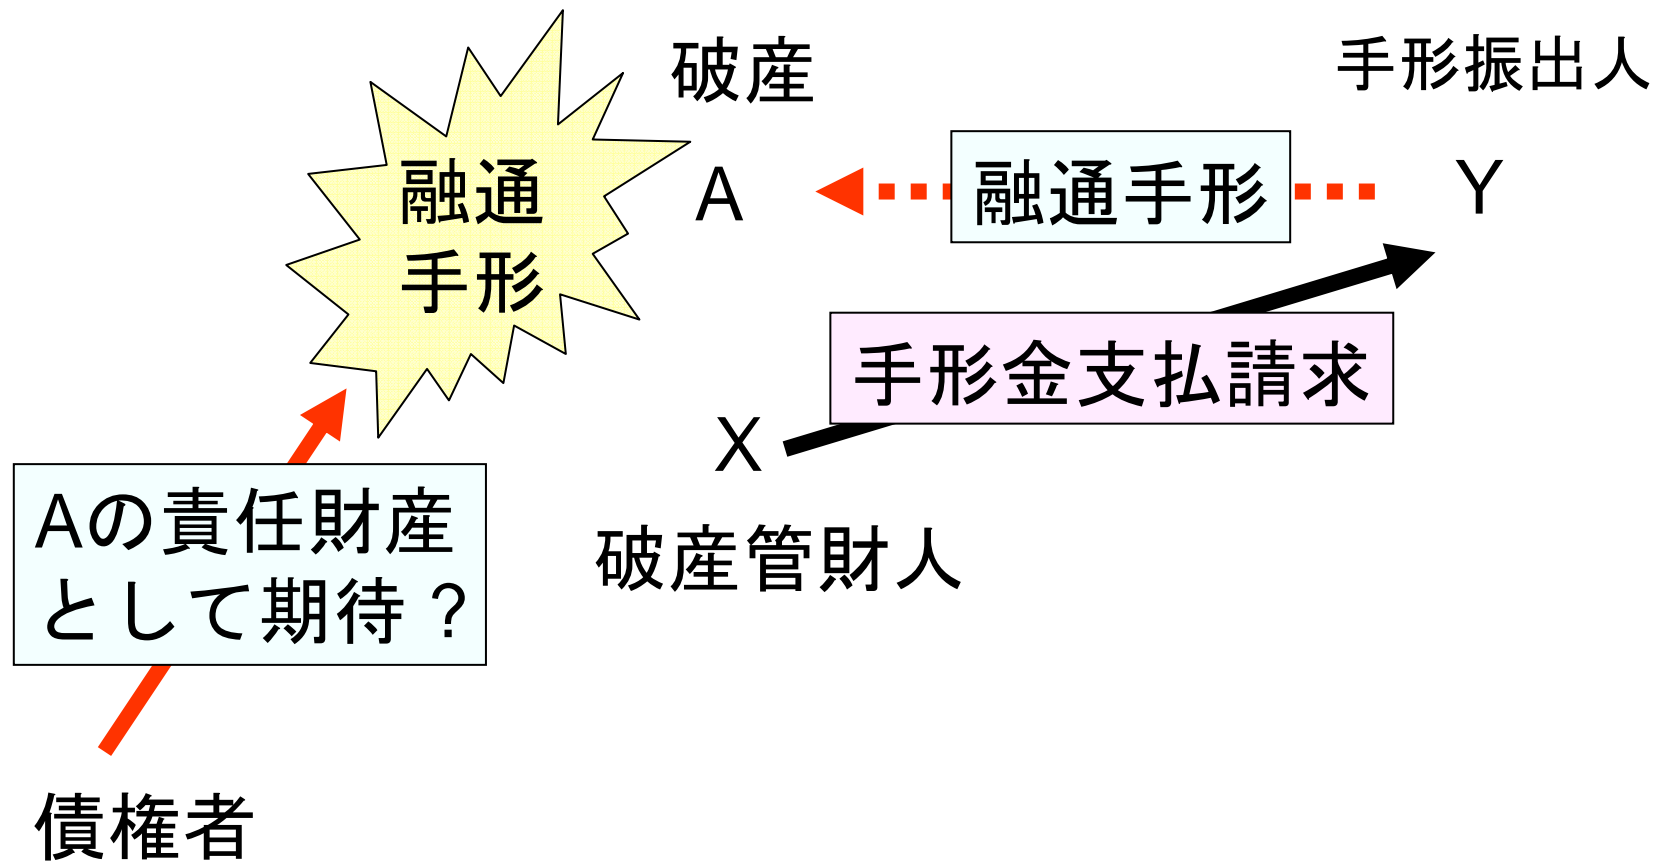 破産
手形振出人
融通
手形
A
融通手形
Y
手形金支払請求
X
破産管財人
Aの責任財産
として期待？
債権者